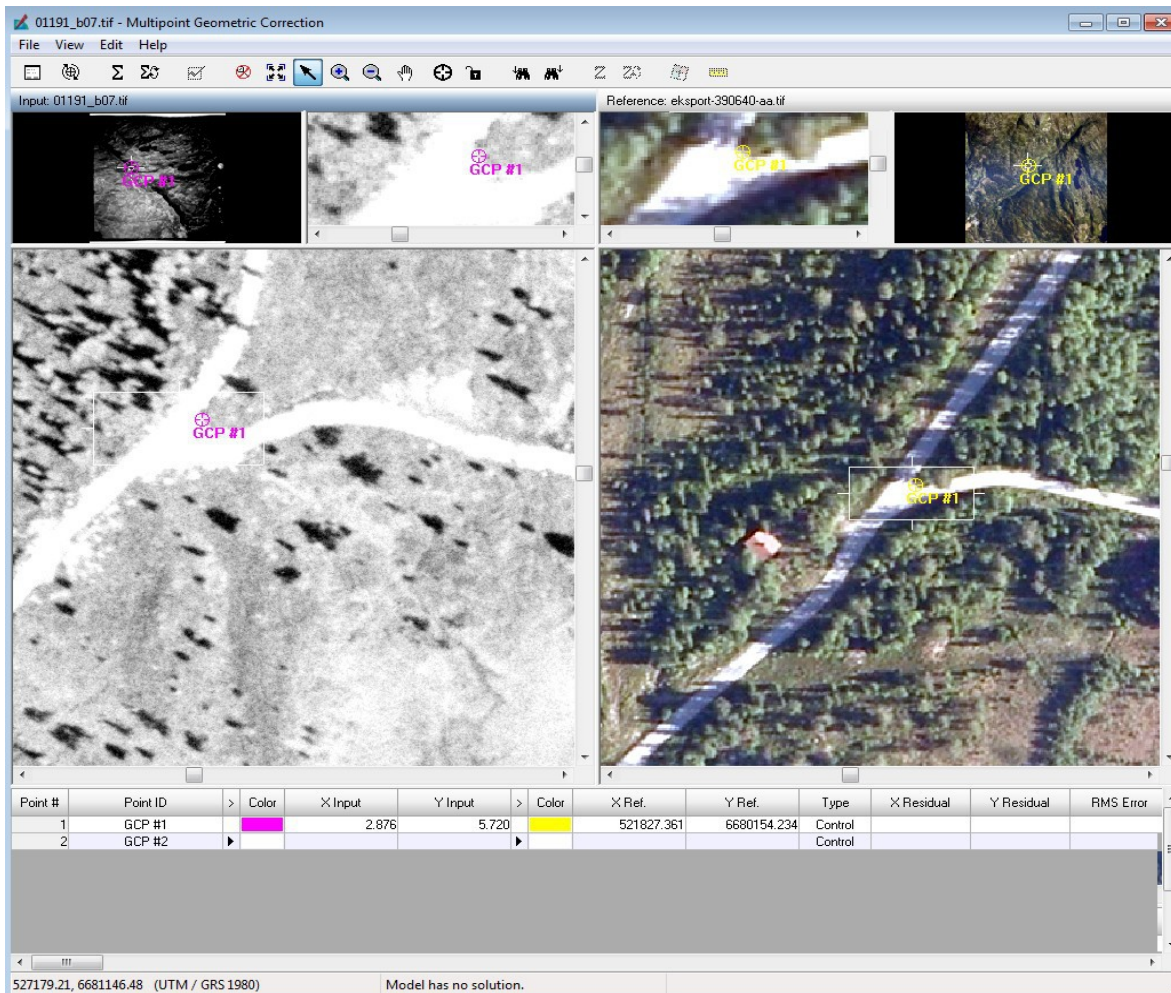 01191_b07.tif - Multipoint Geometric Correction
File View Edit Help
Input: 01191_b07.tif
Reference: eksport-390640-aa.tif
GCP #1
GCP #1
GCP #1
GCP #1
GCP #1
GCP #1
Point # Point ID > Color X Input Y Input > Color X Ref. Y Ref. Type X Residual Y Residual RMS Error
1 GCP #1 2.876 5.720 521827.361 6680154.234 Control
2 GCP #2 Control
527179.21, 6681146.48 (UTM / GRS 1980) Model has no solution.